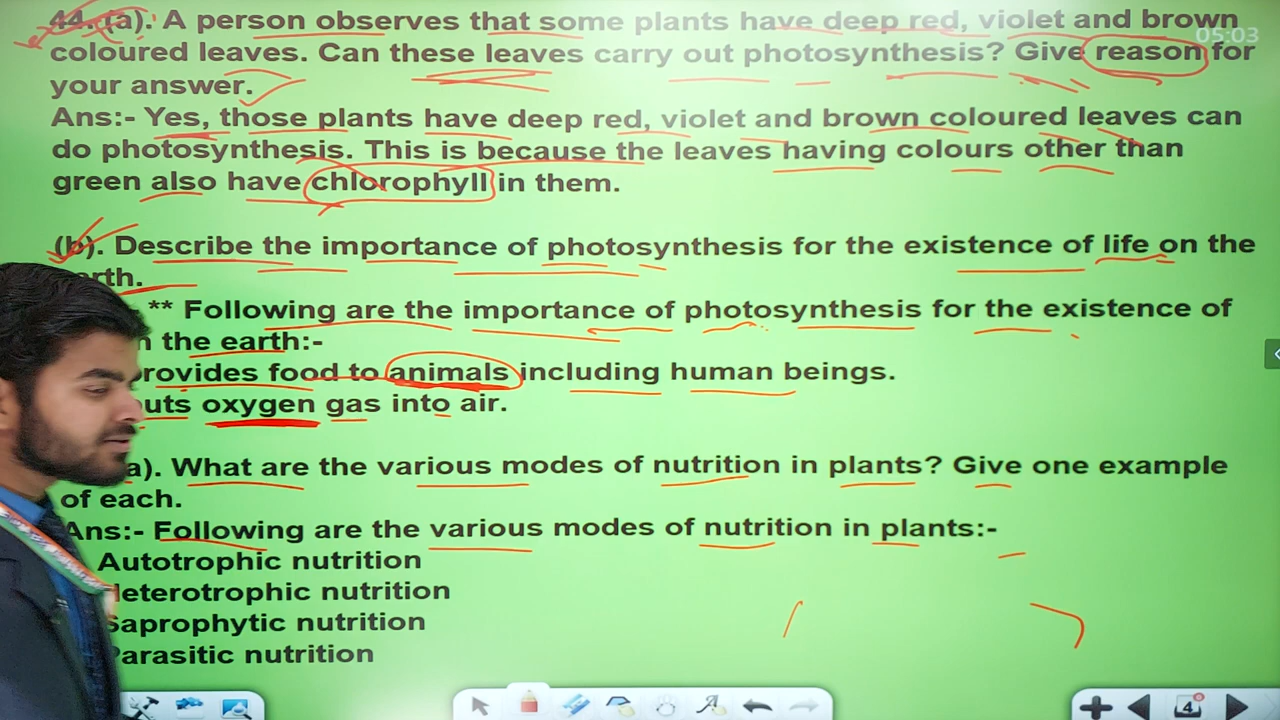 44. (a). A person observes that some plants have deep red, violet and brown
05:03
coloured leaves. Can these leaves carry out photosynthesis? Give reason for
your answer.
Ans:- Yes, those plants have deep red, violet and brown coloured leaves can
do photosynthesis. This is because the leaves having colours other than
green also have chlorophyll in them.
(b). Describe the importance of photosynthesis for the existence of life on the
** Following are the importance of photosynthesis for the existence of
the earth:-
food to animals including human beings.
oxygen gas into air.
a). What are the various modes of nutrition in plants? Give one example
of each.
Ans:- Following are the various modes of nutrition in plants:-
Autotrophic nutrition
Heterotrophic nutrition
Saprophytic nutrition
Parasitic nutrition
4